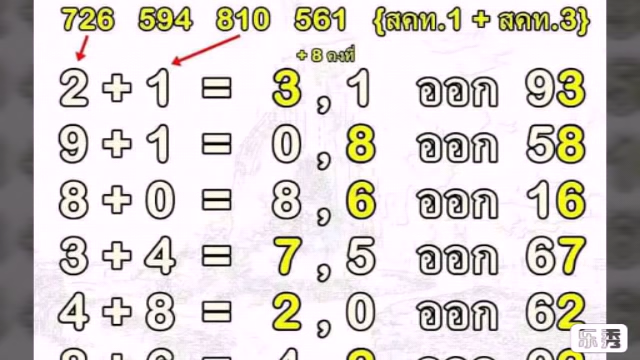 726 594 810 561 {สคท.1 + สคท.3}
+ 8 คงที่
2 + 1 = 3 , 1 ออก 93
9 + 1 = 0 , 8 ออก 58
8 + 0 = 8 , 6 ออก 16
3 + 4 = 7 , 5 ออก 67
4 + 8 = 2 , 0 ออก 62
乐秀